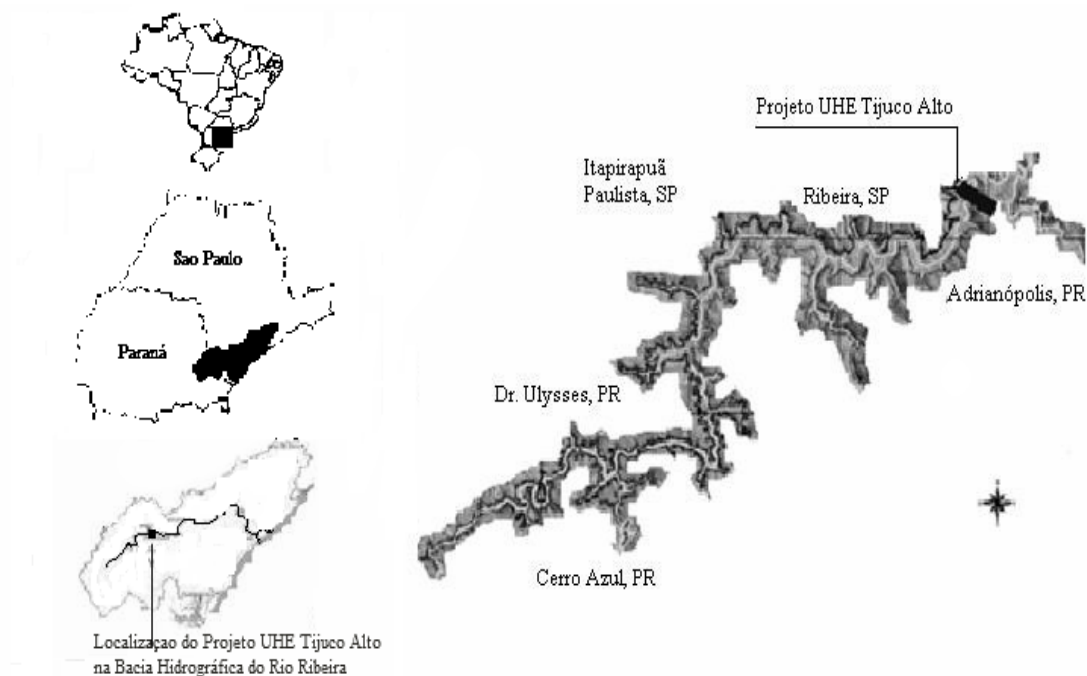 Sao Paulo
Paraná
Localizaçao do Projeto UHE Tijuco Alto
na Bacia Hidrográfica do Rio Ribeira
Projeto UHE Tijuco Alto
Itapirapuã
Paulista, SP
Ribeira, SP
Adrianópolis, PR
Dr. Ulysses, PR
Cerro Azul, PR